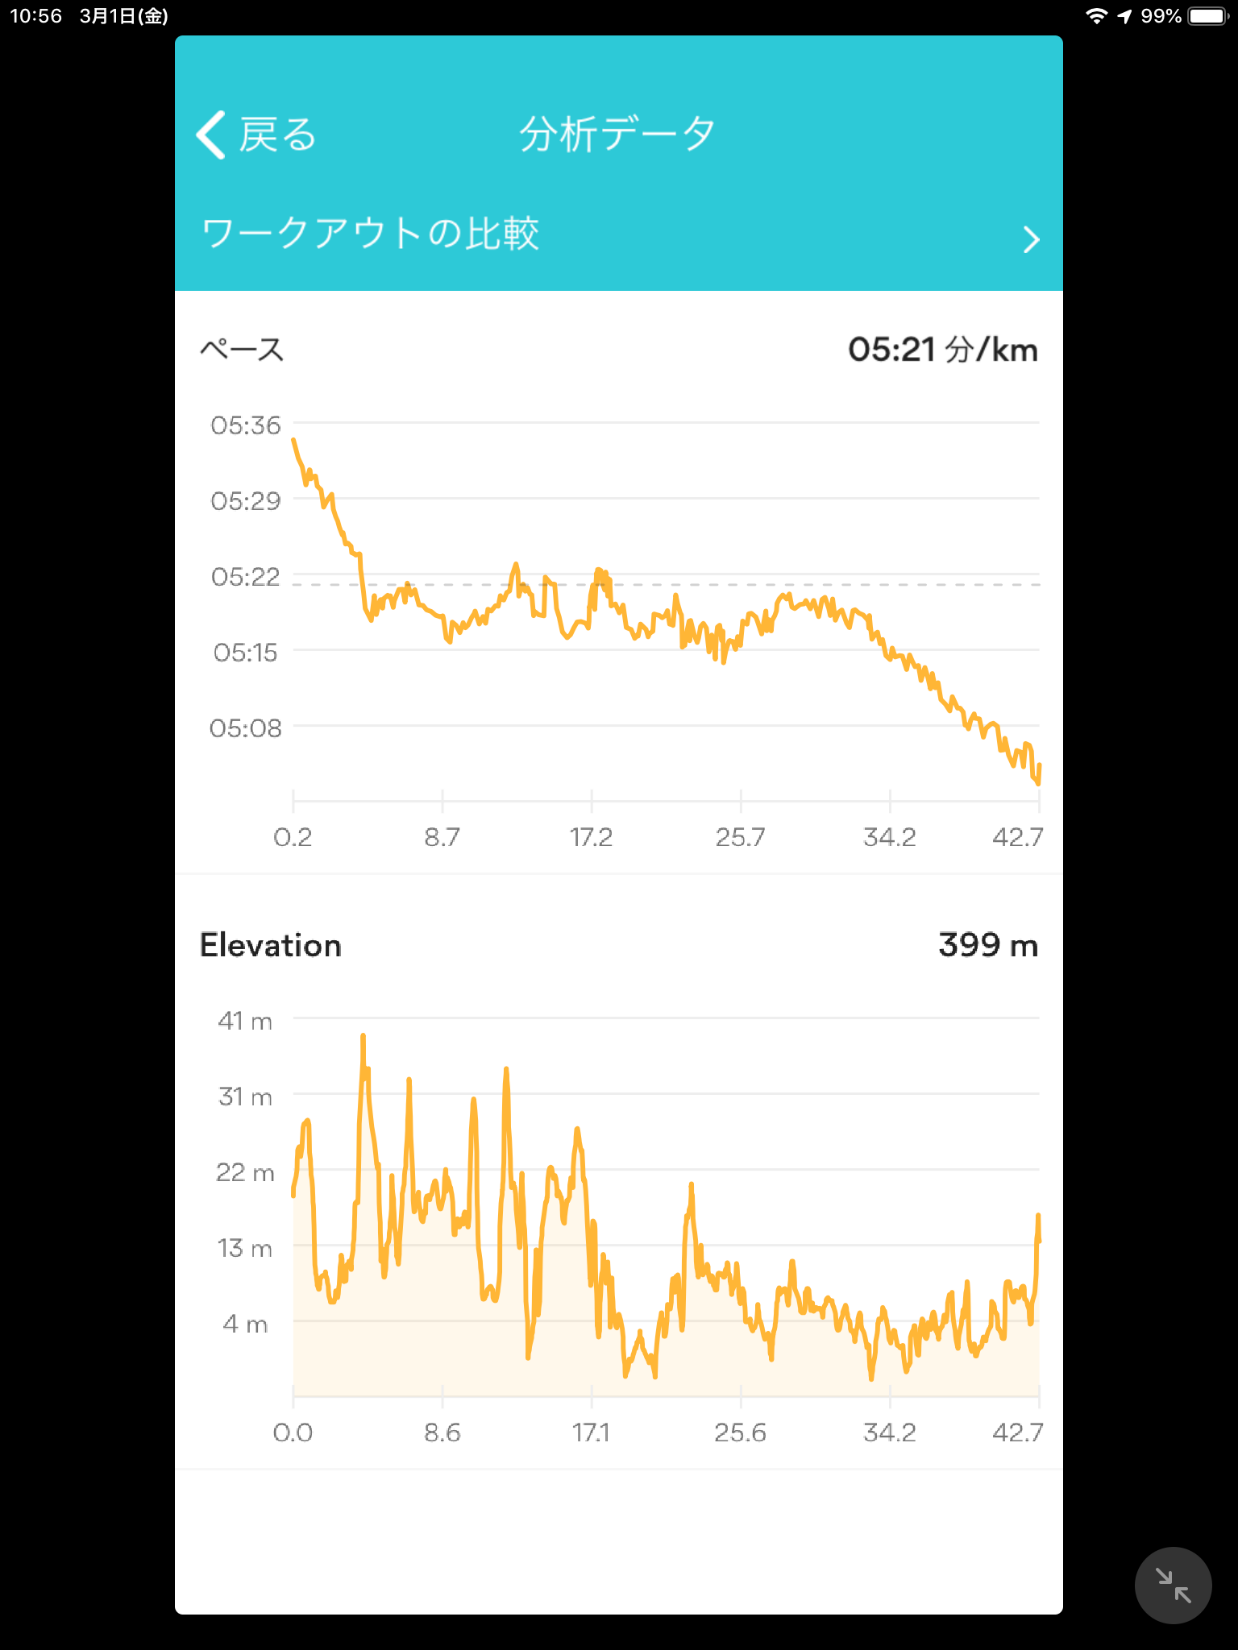 10:56 3月1日(金) 99%
戻る 分析データ
ワークアウトの比較
ペース 05:21 分/km
05:36
05:29
05:22
05:15
05:08
0.2 8.7 17.2 25.7 34.2 42.7
Elevation 399 m
41 m
31 m
22 m
13 m
4 m
0.0 8.6 17.1 25.6 34.2 42.7